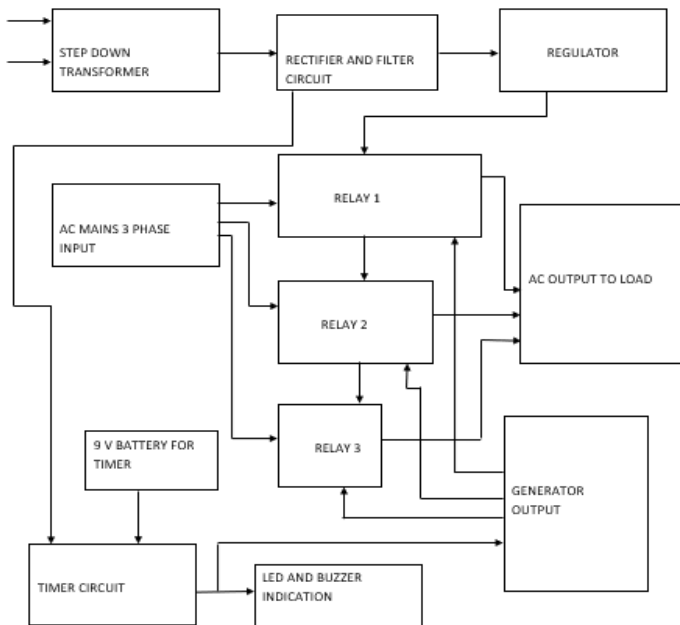 STEP DOWN
TRANSFORMER
RECTIFIER AND FILTER
CIRCUIT
REGULATOR
RELAY 1
AC MAINS 3 PHASE
INPUT
AC OUTPUT TO LOAD
RELAY 2
9 V BATTERY FOR
TIMER
RELAY 3
GENERATOR
OUTPUT
TIMER CIRCUIT
LED AND BUZZER
INDICATION